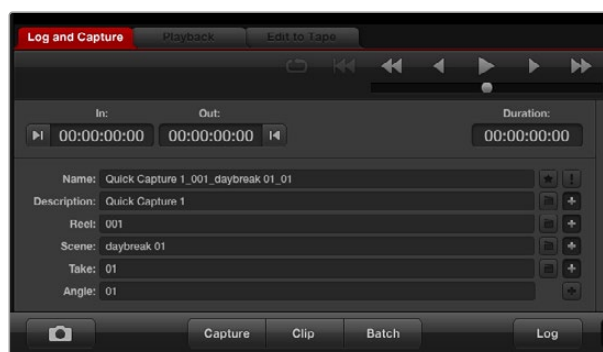 Log and Capture Playback Edit to Tape
In: Out: Duration:
00:00:00:00 00:00:00:00 00:00:00:00
Name: Quick Capture 1_001_daybreak 01_01
Description: Quick Capture 1
Reel: 001
Scene: daybreak 01
Take: 01
Angle: 01
Capture Clip Batch Log